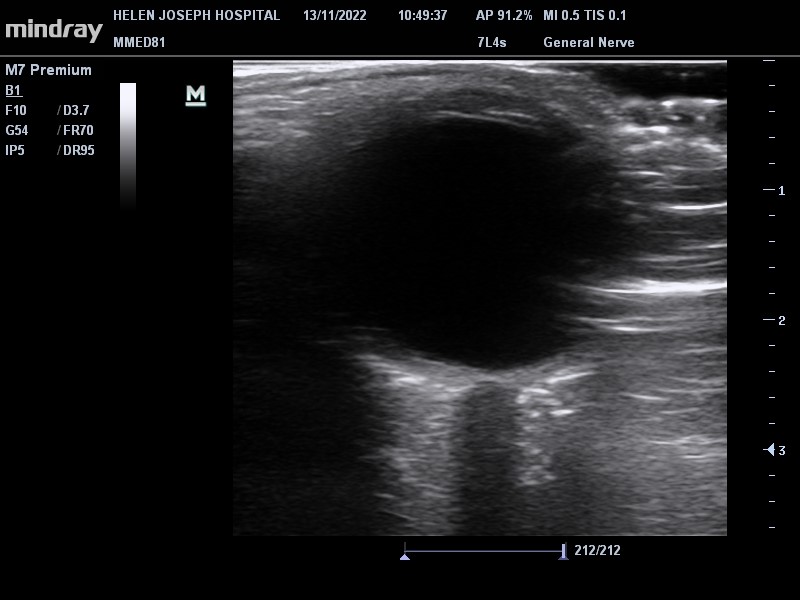 mindray
HELEN JOSEPH HOSPITAL 13/11/2022 10:49:37 AP 91.2% MI 0.5 TIS 0.1
MMED81 7L4s General Nerve
M7 Premium
B1
F10 / D3.7
G54 / FR70
IP5 / DR95
M
1
2
3
212/212